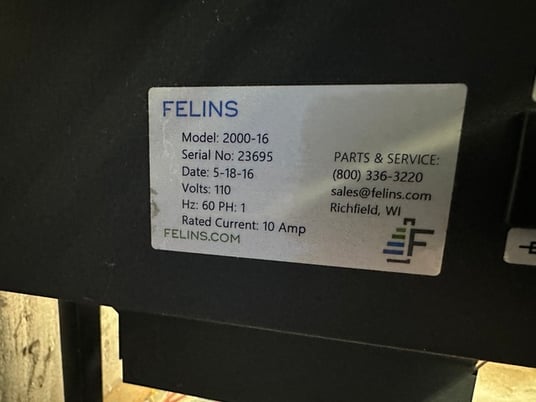 FELINS
Model: 2000-16
Serial No: 23695
Date: 5-18-16
Volts: 110
Hz: 60 PH: 1
Rated Current: 10 Amp
FELINS.COM
PARTS & SERVICE:
(800) 336-3220
sales@felins.com
Richfield, WI
F